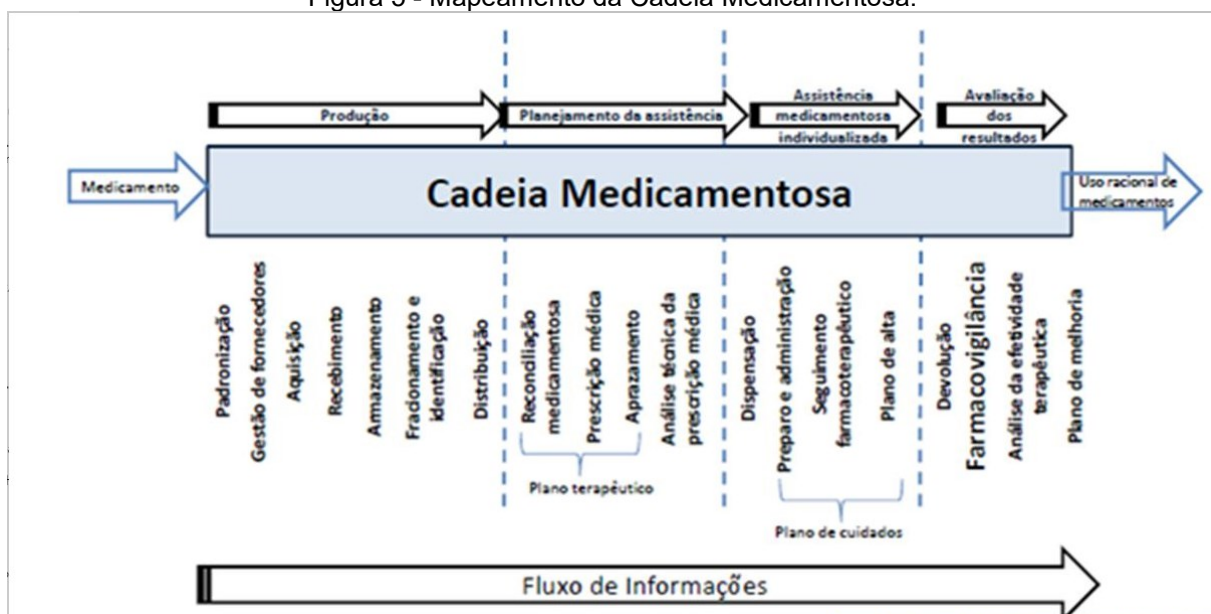 Figura 5 - Mapeamento da Cadeia Medicamentosa.
Produção
Planejamento da assistência
Assistência
medicamentosa
individualizada
Avaliação
dos
resultados
Medicamento
Cadeia Medicamentosa
Uso racional de
medicamentos
Padronização
Gestão de fornecedores
Aquisição
Recebimento
Armazenamento
Fradonamento e
identificação
Distribuição
Reconciliação
medicamentosa
Prescrição médica
Aprazamento
Análise técnica da
prescrição médica
Dispensação
Preparo e administração
Seguimento
farmacoterapêutico
Plano de alta
Devolução
Farmacovigilância
Análise da efetividade
terapêutica
Plano de melhoria
Plano terapêutico
Plano de cuidados
Fluxo de Informações